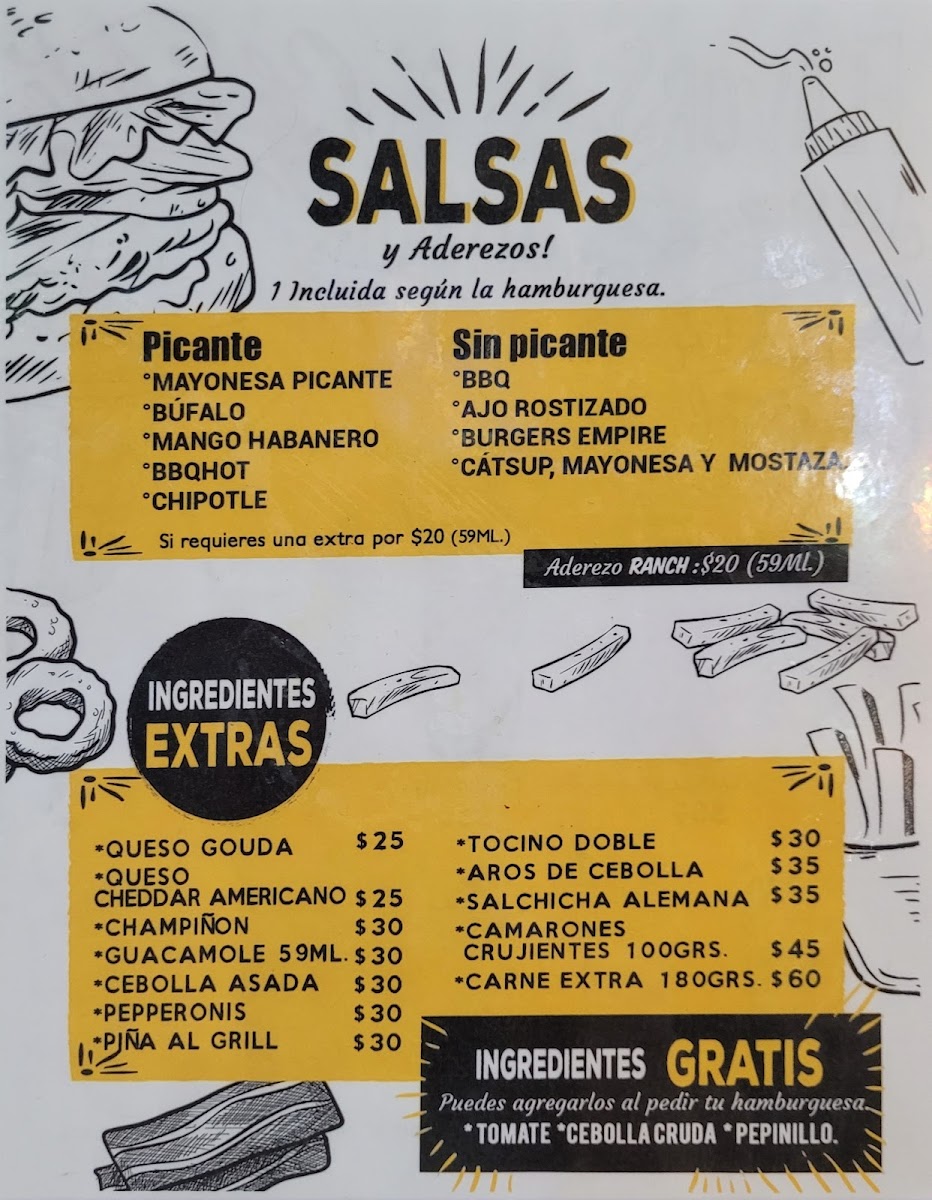 SALSAS
y Aderezos!
1 Incluida según la hamburguesa.
Picante
°MAYONESA PICANTE
°BÚFALO
°MANGO HABANERO
°BBQHOT
°CHIPOTLE
Sin picante
°BBQ
°AJO ROSTIZADO
°BURGERS EMPIRE
°CÁTSUP, MAYONESA Y MOSTAZA.
Si requieres una extra por $20 (59ML.)
Aderezo RANCH :$20 (59Ml.)
INGREDIENTES
EXTRAS
*QUESO GOUDA $25
*QUESO
CHEDDAR AMERICANO $25
*CHAMPIÑON $30
*GUACAMOLE 59ML. $30
*CEBOLLA ASADA $30
*PEPPERONIS $30
*PIÑA AL GRILL $30
*TOCINO DOBLE $30
*AROS DE CEBOLLA $35
*SALCHICHA ALEMANA $35
*CAMARONES
CRUJIENTES 100GRS. $45
*CARNE EXTRA 180GRS. $60
INGREDIENTES GRATIS
Puedes agregarlos al pedir tu hamburguesa.
*TOMATE *CEBOLLA CRUDA *PEPINILLO.